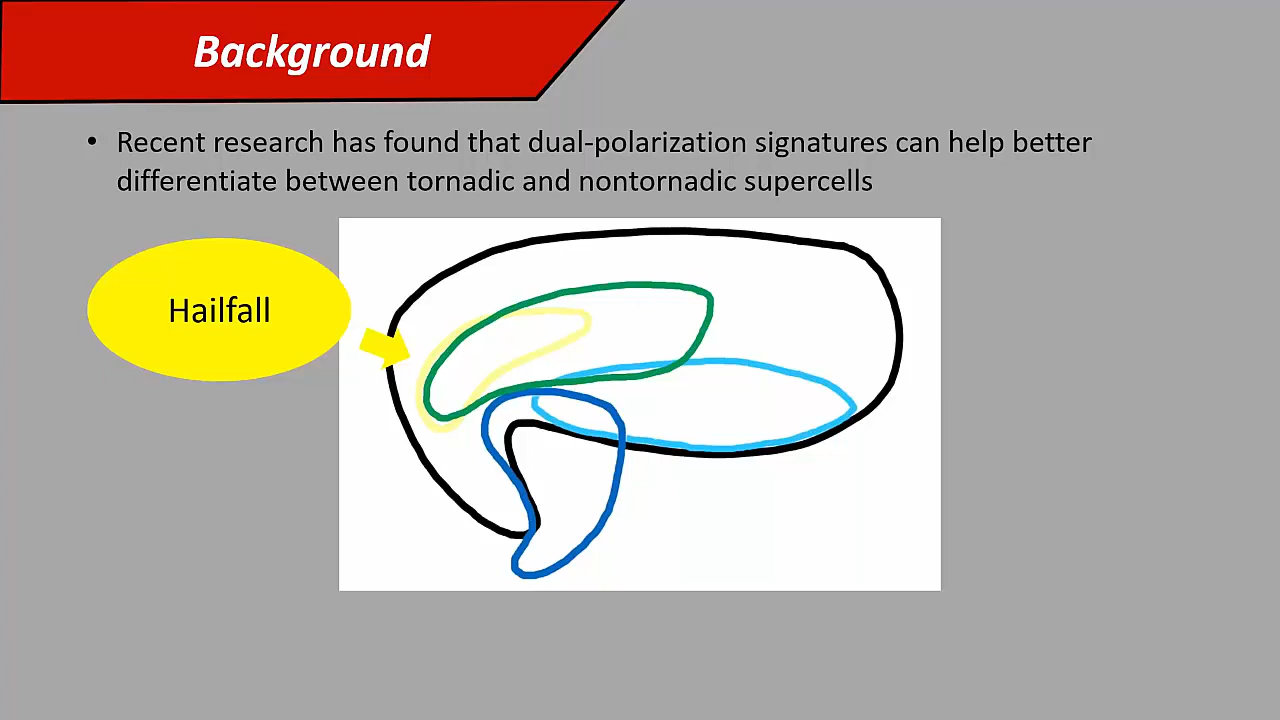 Background
• Recent research has found that dual-polarization signatures can help better
differentiate between tornadic and nontornadic supercells
Hailfall